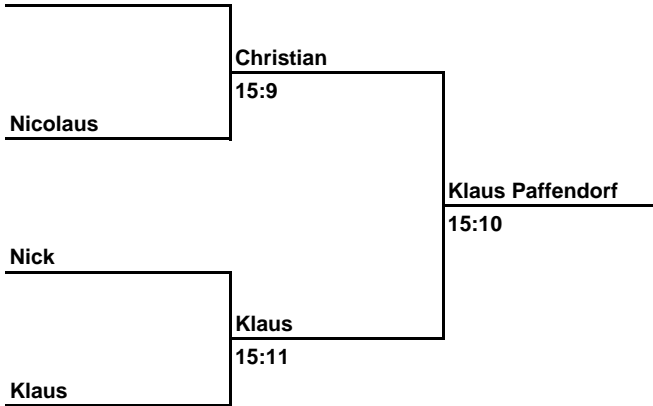 Christian
15:9
Nicolaus
Klaus Paffendorf
15:10
Nick
Klaus
15:11
Klaus